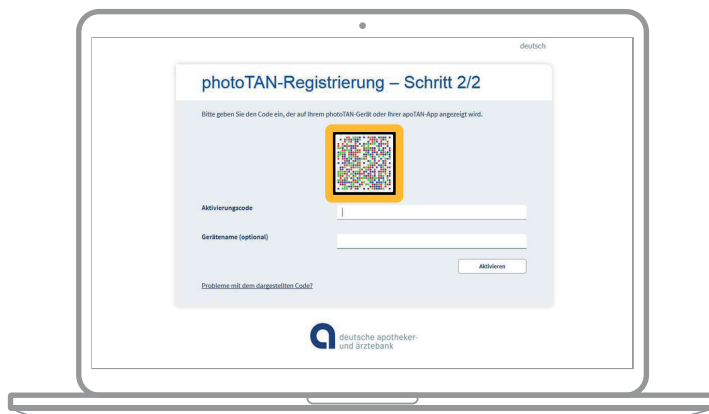 deutsch
photoTAN-Registrierung – Schritt 2/2
Bitte geben Sie den Code ein, der auf Ihrem photoTAN-Gerät oder Ihrer apoTAN-App angezeigt wird.
Aktivierungscode
Gerätename (optional)
Aktivieren
Probleme mit dem dargestellten Code?
deutsche apotheker-
und ärztebank